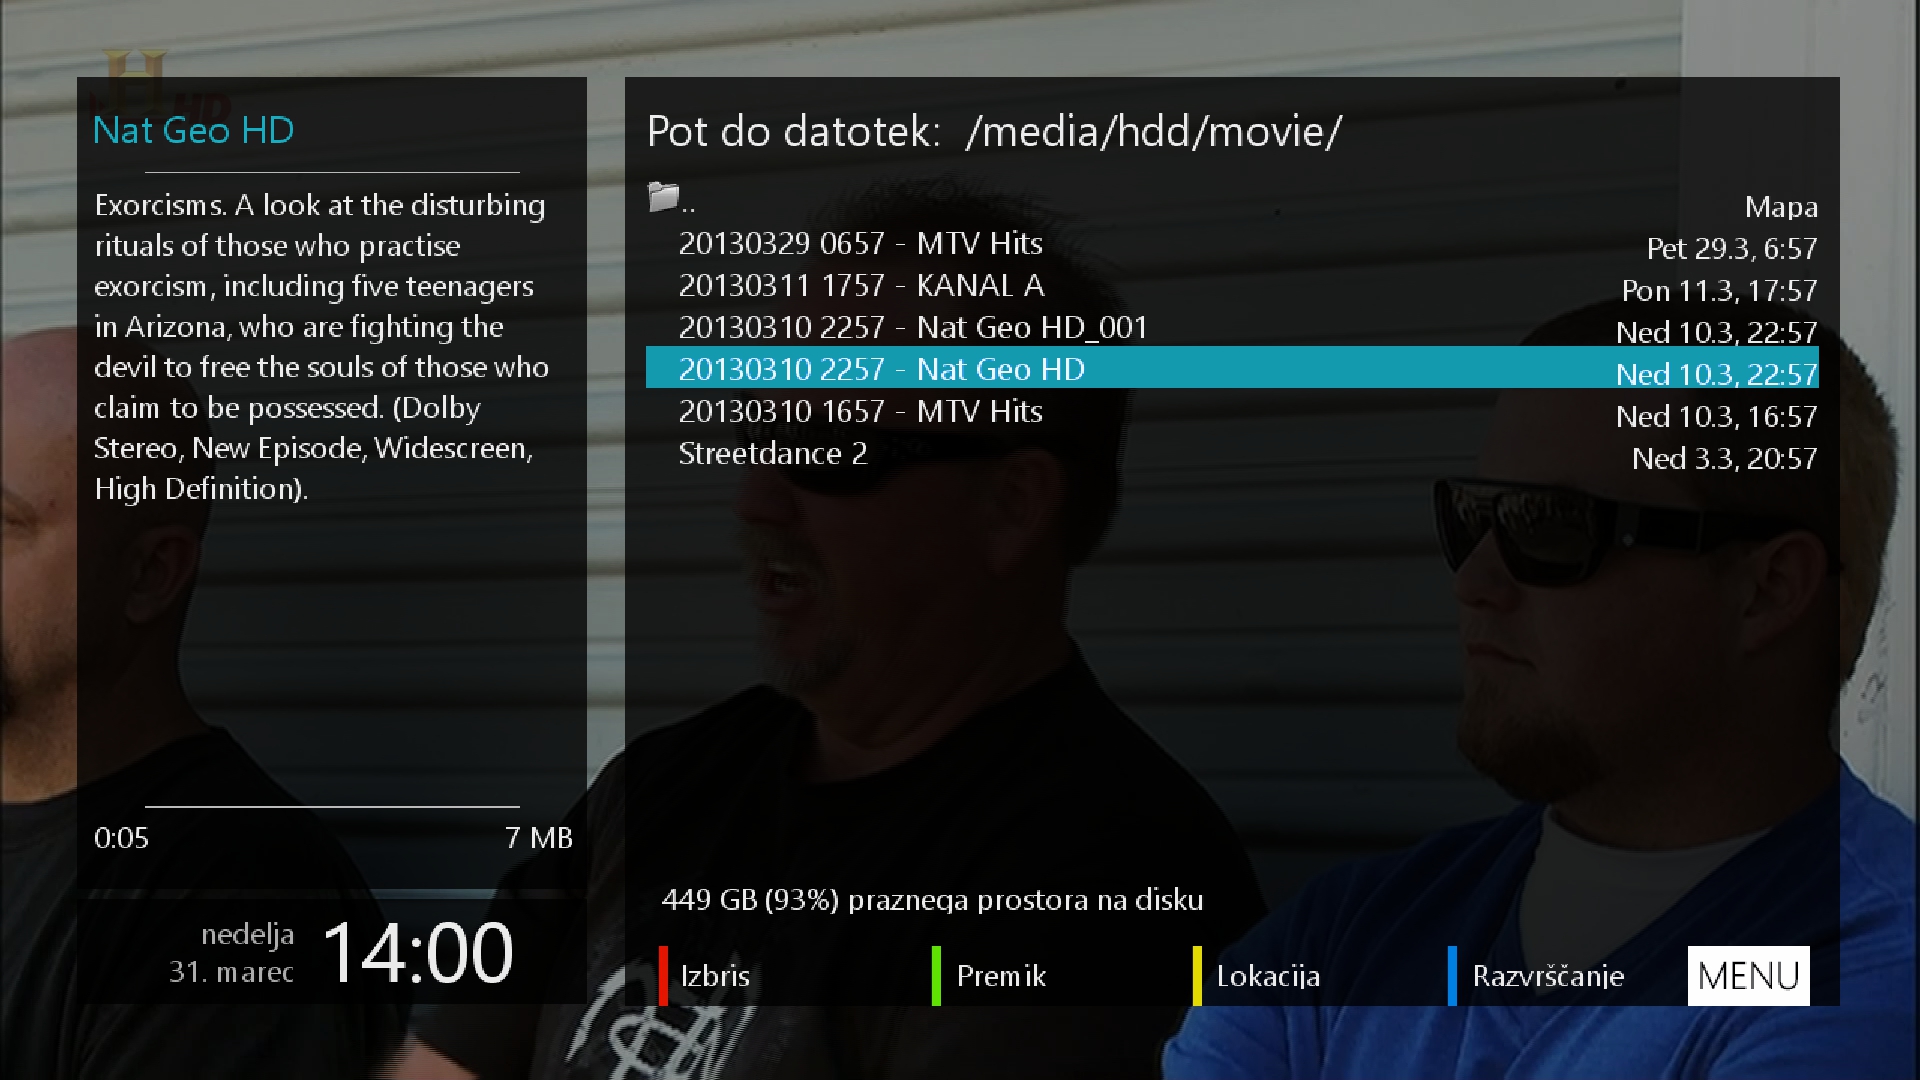 HD
Nat Geo HD
Exorcisms. A look at the disturbing
rituals of those who practise
exorcism, including five teenagers
in Arizona, who are fighting the
devil to free the souls of those who
claim to be possessed. (Dolby
Stereo, New Episode, Widescreen,
High Definition).
0:05 7 MB
nedelja
31. marec
14:00
Pot do datotek: /media/hdd/movie/
.. Mapa
20130329 0657 - MTV Hits Pet 29.3, 6:57
20130311 1757 - KANAL A Pon 11.3, 17:57
20130310 2257 - Nat Geo HD_001 Ned 10.3, 22:57
20130310 2257 - Nat Geo HD Ned 10.3, 22:57
20130310 1657 - MTV Hits Ned 10.3, 16:57
Streetdance 2 Ned 3.3, 20:57
449 GB (93%) praznega prostora na disku
Izbris Premik Lokacija Razvrščanje MENU